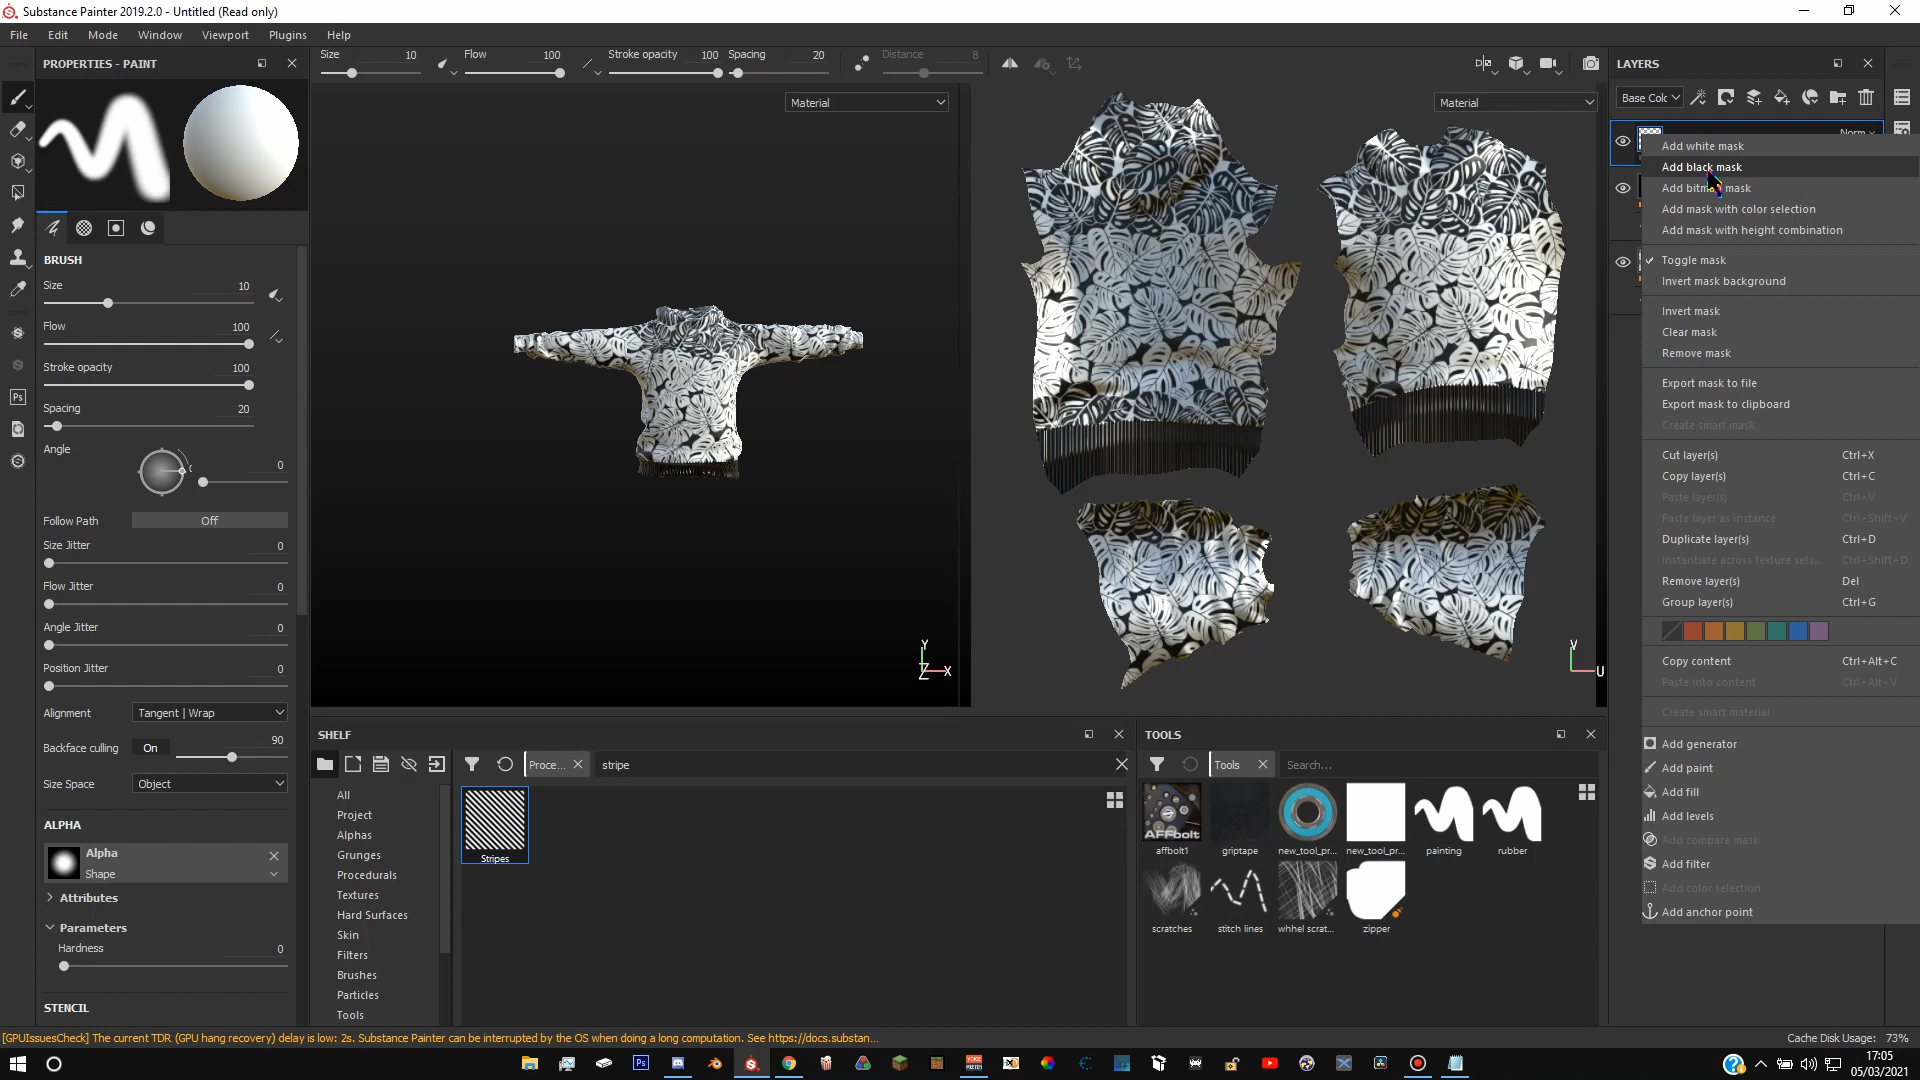 Substance Painter 2019.2.0 - Untitled (Read only)
File Edit Mode Window Viewport Plugins Help
PROPERTIES - PAINT
Size 10 Flow 100 Stroke opacity 100 Spacing 20 Distance 8
LAYERS
Material
Material
Base Colc
Norm
BRUSH
Size 10
Flow 100
Stroke opacity 100
Spacing 20
Angle 0
Follow Path Off
Size Jitter 0
Flow Jitter 0
Angle Jitter 0
Position Jitter 0
Alignment Tangent | Wrap
Backface culling On 90
Size Space Object
ALPHA
Alpha
Shape
Attributes
Parameters
Hardness 0
STENCIL
Y
Z X
V
U
SHELF
Proce... stripe
All
Project
Alphas
Grunges
Procedurals
Textures
Hard Surfaces
Skin
Filters
Brushes
Particles
Tools
Stripes
TOOLS
Tools Search...
AFFbolt
affbolt1 griptape new_tool_pr... new_tool_pr... painting rubber
scratches stitch lines whhel scrat... zipper
Add white mask
Add black mask
Add bitmap mask
Add mask with color selection
Add mask with height combination
Toggle mask
Invert mask background
Invert mask
Clear mask
Remove mask
Export mask to file
Export mask to clipboard
Create smart mask
Cut layer(s) Ctrl+X
Copy layer(s) Ctrl+C
Paste layer(s) Ctrl+V
Paste layer as instance Ctrl+Shift+V
Duplicate layer(s) Ctrl+D
Instantiate across texture sets... Ctrl+Shift+D
Remove layer(s) Del
Group layer(s) Ctrl+G
Copy content Ctrl+Alt+C
Paste into content Ctrl+Alt+V
Create smart material
Add generator
Add paint
Add fill
Add levels
Add compare mask
Add filter
Add color selection
Add anchor point
[GPUIssuesCheck] The current TDR (GPU hang recovery) delay is low: 2s. Substance Painter can be interrupted by the OS when doing a long computation. See https://docs.substan...
Cache Disk Usage: 73%
17:05
05/03/2021